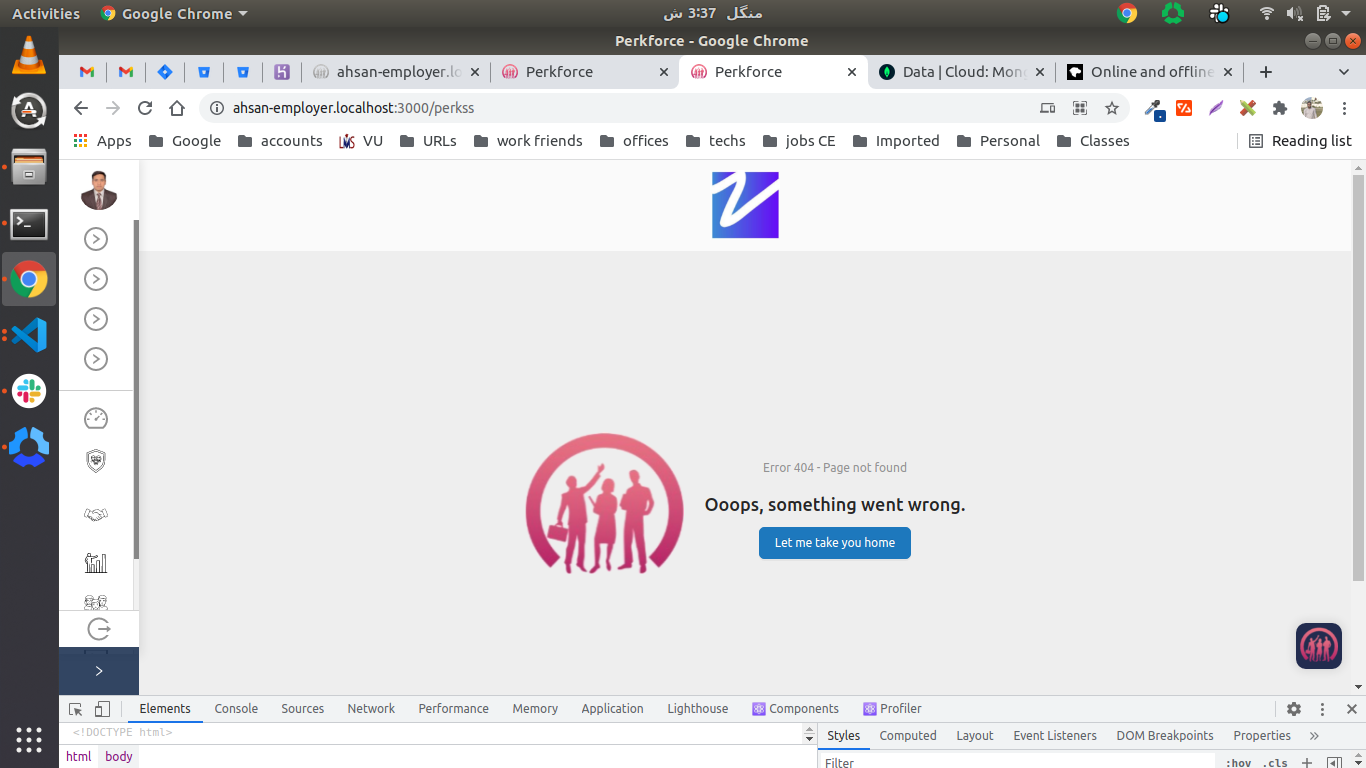 Activities Google Chrome منگل 3:37 ش
Perkforce - Google Chrome
ahsan-employer.lo Perkforce Perkforce Data | Cloud: Mon Online and offline
ahsan-employer.localhost:3000/perkss
Apps Google accounts VU URLs work friends offices techs jobs CE Imported Personal Classes Reading list
Error 404 - Page not found
Ooops, something went wrong.
Let me take you home
Elements Console Sources Network Performance Memory Application Lighthouse Components Profiler
<!DOCTYPE html>
Styles Computed Layout Event Listeners DOM Breakpoints Properties
html body
Filter :hov .cls